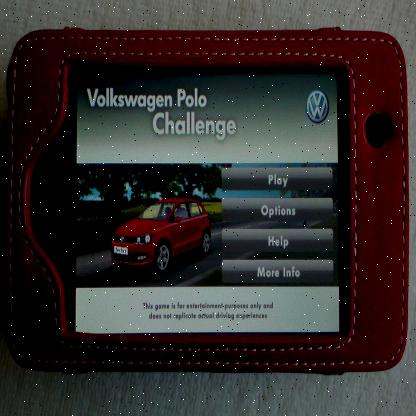 Volkswagen Polo
Challenge
Play
Options
Help
More Info
This game is for entertainment purposes only and
does not replicate actual driving experiences